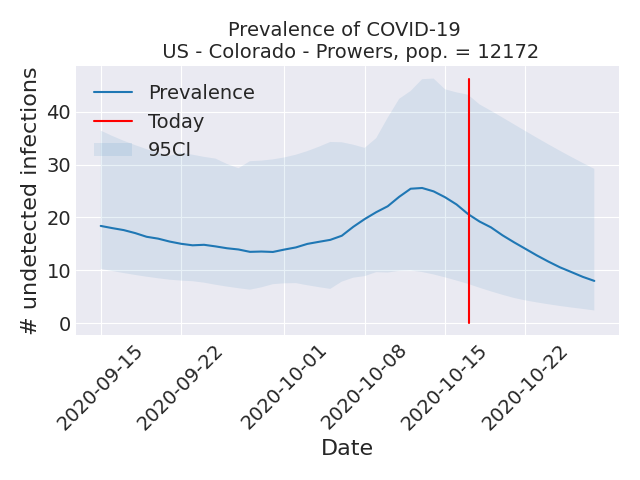 Prevalence of COVID-19
US - Colorado - Prowers, pop. = 12172
Prevalence
Today
95CI
# undetected infections
40
30
20
10
0
2020-09-15
2020-09-22
2020-10-01
2020-10-08
2020-10-15
2020-10-22
Date